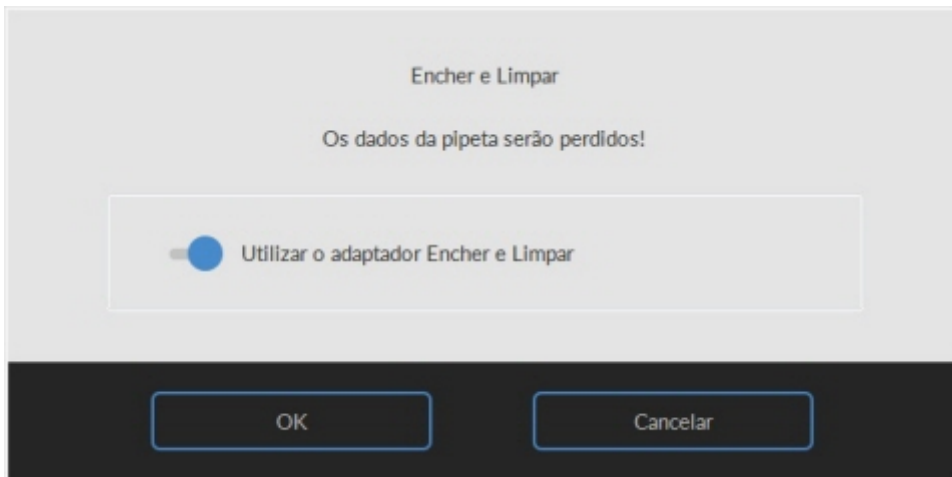 Encher e Limpar
Os dados da pipeta serão perdidos!
Utilizar o adaptador Encher e Limpar
OK
Cancelar